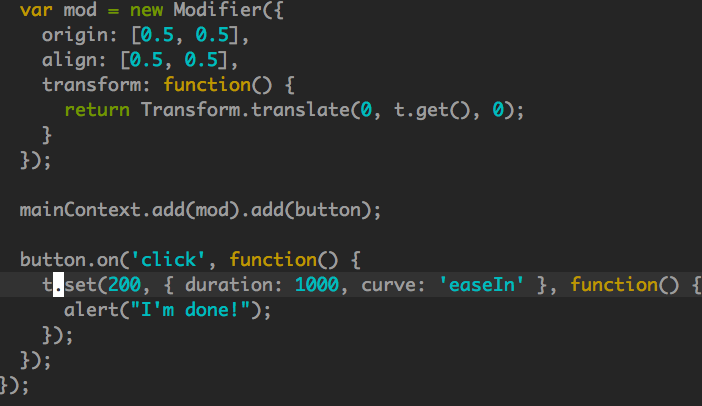 var mod = new Modifier({
origin: [0.5, 0.5],
align: [0.5, 0.5],
transform: function() {
return Transform.translate(0, t.get(), 0);
}
});
mainContext.add(mod).add(button);
button.on('click', function() {
t.set(200, { duration: 1000, curve: 'easeIn' }, function() {
alert("I'm done!");
});
});
});